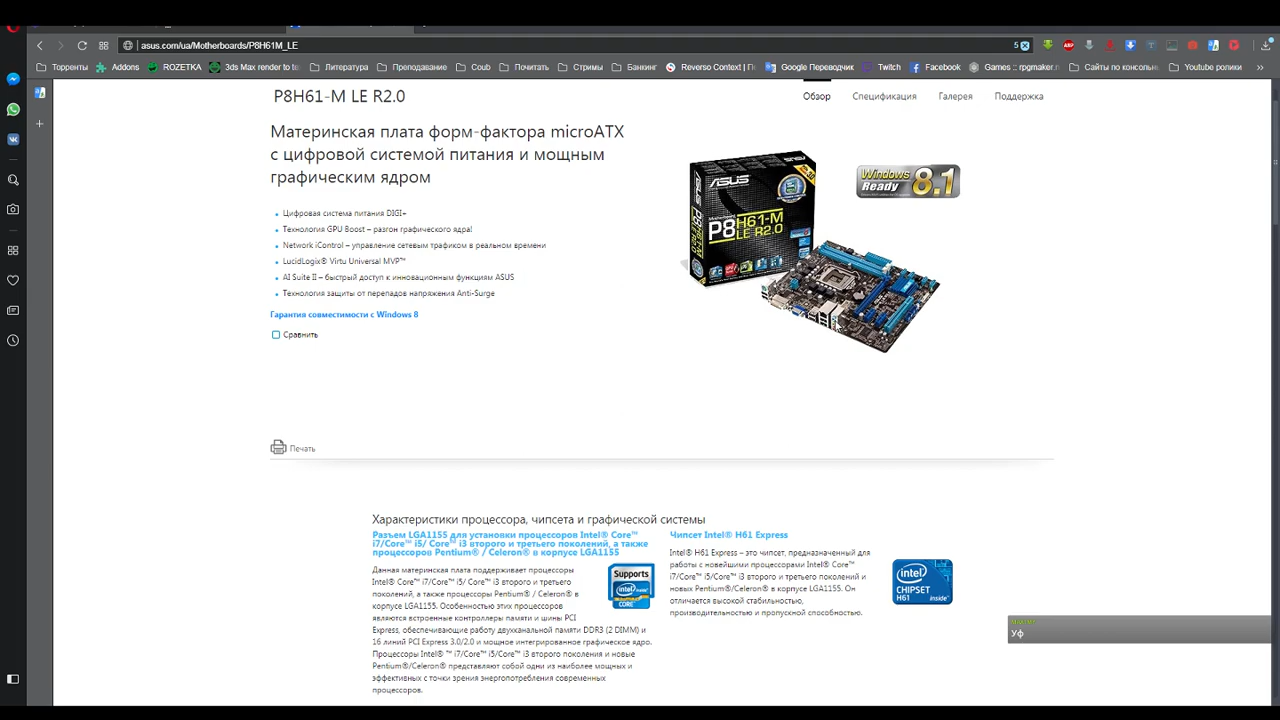 asus.com/ua/Motherboards/P8H61M_LE
5
Торренты Addons ROZETKA 3ds Max render to te Литература Преподавание Coub Почитать Стримы Банкинг Reverso Context | П Google Переводчик Twitch Facebook Games :: rpgmaker.n Сайты по консольн Youtube ролики
P8H61-M LE R2.0
Обзор Спецификация Галерея Поддержка
Материнская плата форм-фактора microATX
с цифровой системой питания и мощным
графическим ядром
Цифровая система питания DIGI+
Технология GPU Boost – разгон графического ядра!
Network iControl – управление сетевым трафиком в реальном времени
LucidLogix® Virtu Universal MVP™
AI Suite II – быстрый доступ к инновационным функциям ASUS
Технология защиты от перепадов напряжения Anti-Surge
Гарантия совместимости с Windows 8
Сравнить
ASUS
P8H61-M
LE R2.0
Windows
Ready 8.1
Печать
Характеристики процессора, чипсета и графической системы
Разъем LGA1155 для установки процессоров Intel® Core™
i7/Core™ i5/ Core™ i3 второго и третьего поколений, а также
процессоров Pentium® / Celeron® в корпусе LGA1155
Данная материнская плата поддерживает процессоры
Intel® Core™ i7/Core™ i5/ Core™ i3 второго и третьего
поколений, а также процессоры Pentium® / Celeron® в
корпусе LGA1155. Особенностью этих процессоров
являются встроенные контроллеры памяти и шины PCI
Express, обеспечивающие работу двухканальной памяти DDR3 (2 DIMM) и
16 линий PCI Express 3.0/2.0 и мощное интегрированное графическое ядро.
Процессоры Intel® ™ i7/Core™ i5/Core™ i3 второго поколения и новые
Pentium®/Celeron® представляют собой одни из наиболее мощных и
эффективных с точки зрения энергопотребления современных
процессоров.
Supports
intel inside
CORE
Чипсет Intel® H61 Express
Intel® H61 Express – это чипсет, предназначенный для
работы с новейшими процессорами Intel® Core™
i7/Core™ i5/Core™ i3 второго и третьего поколений и
новых Pentium®/Celeron® в корпусе LGA1155. Он
отличается высокой стабильностью,
производительностью и пропускной способностью.
intel
CHIPSET
H61 inside
Уф